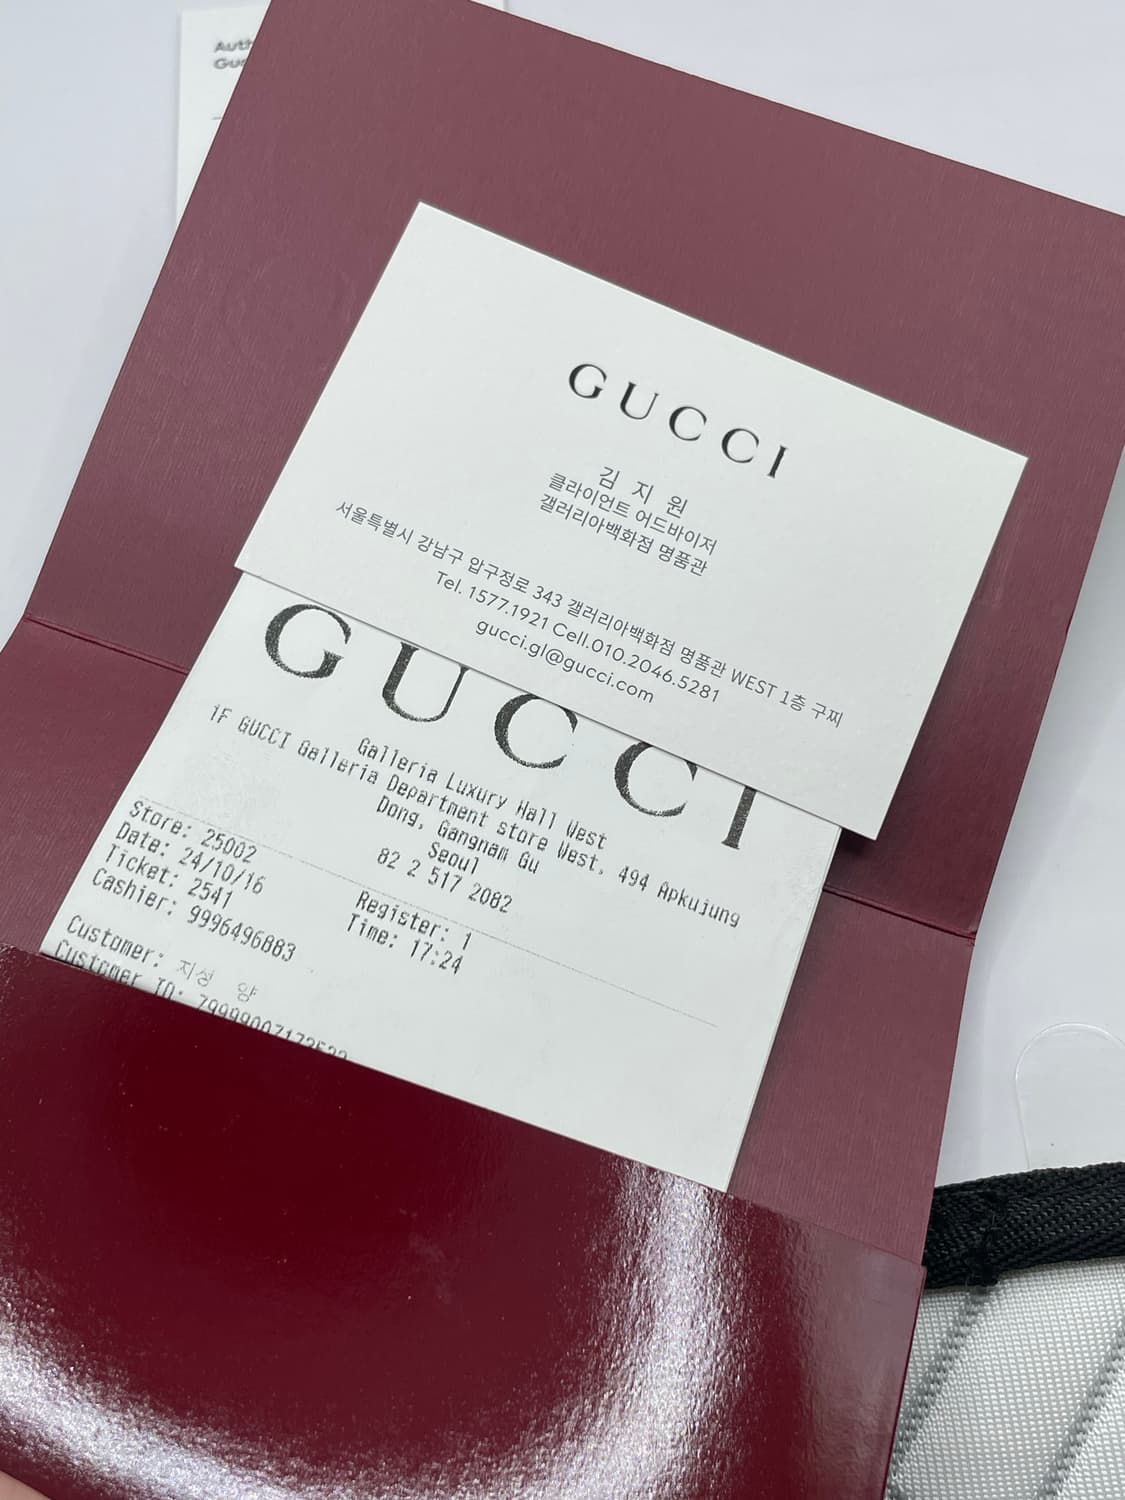 GUCCI
김 지 원
클라이언트 어드바이저
갤러리아백화점 명품관
서울특별시 강남구 압구정로 343 갤러리아백화점 명품관 WEST 1층 구찌
Tel. 1577.1921 Cell.010.2046.5281
gucci.gl@gucci.com
GUCCI
Galleria Luxury Hall West
1F GUCCI Galleria Department store West, 494 Apkujung
Dong, Gangnam Gu
Seoul
82 2 517 2082
Store: 25002 Register: 1
Date: 24/10/16 Time: 17:24
Ticket: 2541
Cashier: 9996496883
Customer: 지성 양
Customer ID: